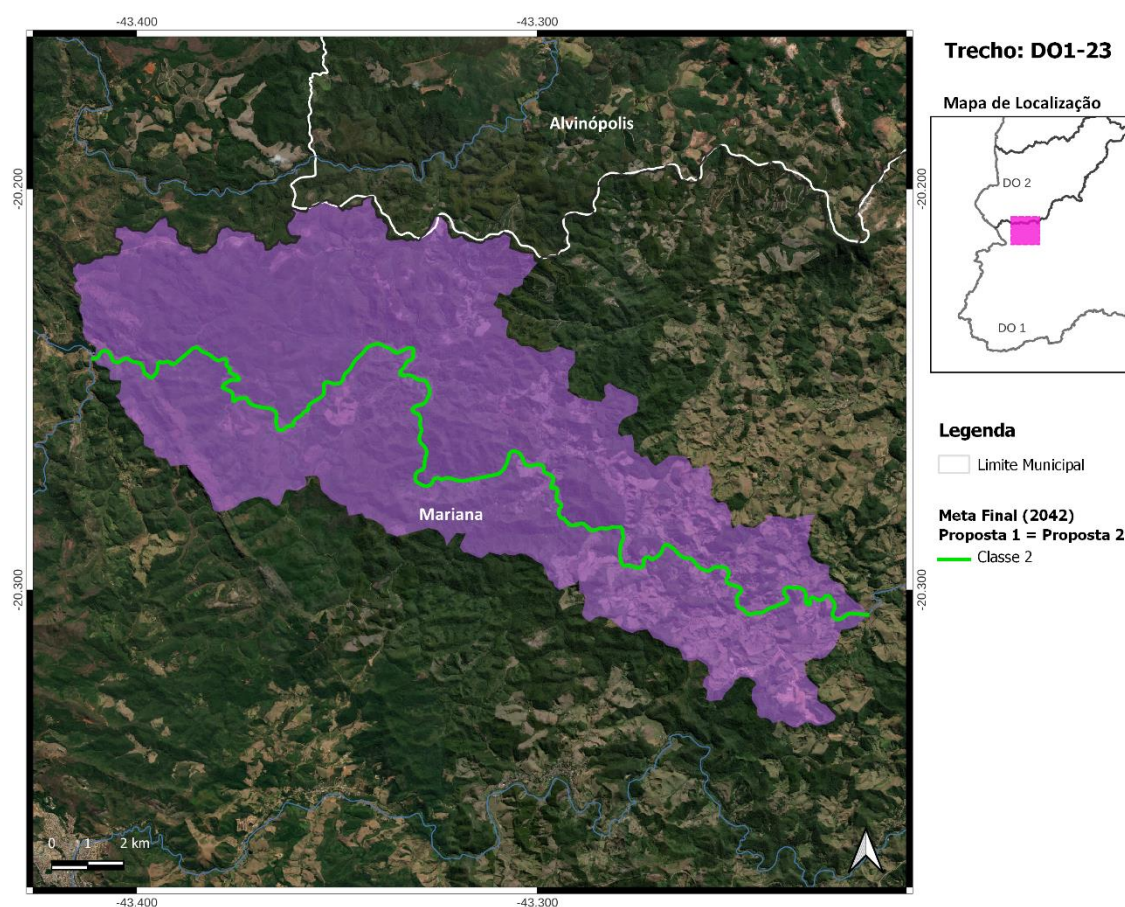 -43.400
-43.300
Trecho: DO1-23
Mapa de Localização
DO 2
DO 1
Alvinópolis
-20.200
-20.200
Legenda
Limite Municipal
Meta Final (2042)
Proposta 1 = Proposta 2
Classe 2
Mariana
-20.300
-20.300
0 1 2 km
-43.400
-43.300